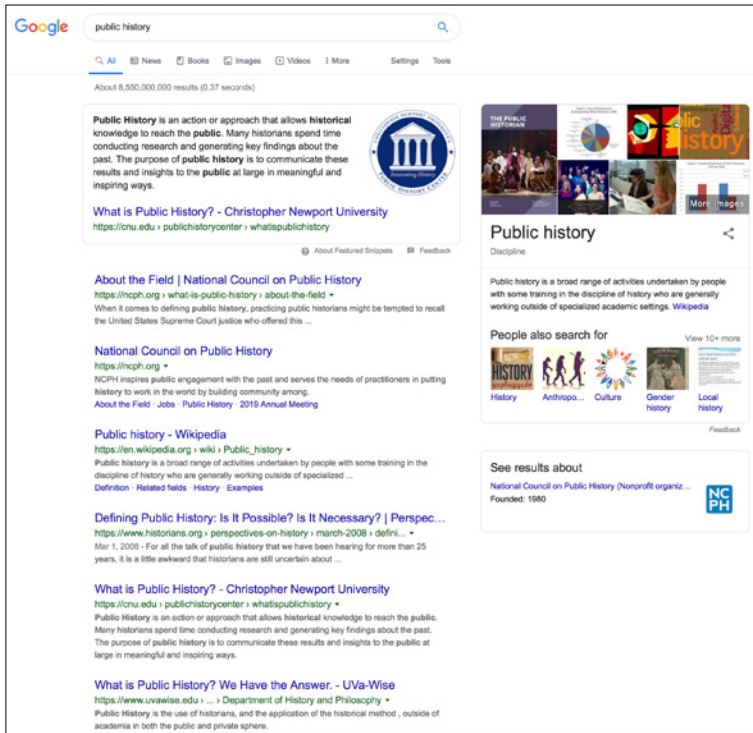 Google
public history
All News Books Images Videos More Settings Tools
About 8,550,000,000 results (0.37 seconds)
Public History is an action or approach that allows historical
knowledge to reach the public. Many historians spend time
conducting research and generating key findings about the
past. The purpose of public history is to communicate these
results and insights to the public at large in meaningful and
inspiring ways.
CHRISTOPHER NEWPORT UNIVERSITY
Innovating History
PUBLIC HISTORY CENTER
What is Public History? - Christopher Newport University
https://cnu.edu › publichistorycenter › whatispublichistory
About Featured Snippets Feedback
About the Field | National Council on Public History
https://ncph.org › what-is-public-history › about-the-field
When it comes to defining public history, practicing public historians might be tempted to recall
the United States Supreme Court justice who offered this ...
National Council on Public History
https://ncph.org
NCPH inspires public engagement with the past and serves the needs of practitioners in putting
history to work in the world by building community among.
About the Field · Jobs · Public History · 2019 Annual Meeting
Public history - Wikipedia
https://en.wikipedia.org › wiki › Public_history
Public history is a broad range of activities undertaken by people with some training in the
discipline of history who are generally working outside of specialized ...
Definition · Related fields · History · Examples
Defining Public History: Is It Possible? Is It Necessary? | Perspec...
https://www.historians.org › perspectives-on-history › march-2008 › defini...
Mar 1, 2008 - For all the talk of public history that we have been hearing for more than 25
years, it is a little awkward that historians are still uncertain about ...
What is Public History? - Christopher Newport University
https://cnu.edu › publichistorycenter › whatispublichistory
Public History is an action or approach that allows historical knowledge to reach the public.
Many historians spend time conducting research and generating key findings about the past.
The purpose of public history is to communicate these results and insights to the public at
large in meaningful and inspiring ways.
What is Public History? We Have the Answer. - UVa-Wise
https://www.uvawise.edu › ... › Department of History and Philosophy
Public History is the use of historians, and the application of the historical method , outside of
academia in both the public and private sphere.
THE PUBLIC
HISTORIAN
Digital
blic
history
More images
Public history
Discipline
Public history is a broad range of activities undertaken by people
with some training in the discipline of history who are generally
working outside of specialized academic settings. Wikipedia
People also search for
View 10+ more
HISTORY
unplugged
History
Anthropo...
Culture
Gender
history
Local
history
Feedback
See results about
National Council on Public History (Nonprofit organiz...
Founded: 1980
NC
PH